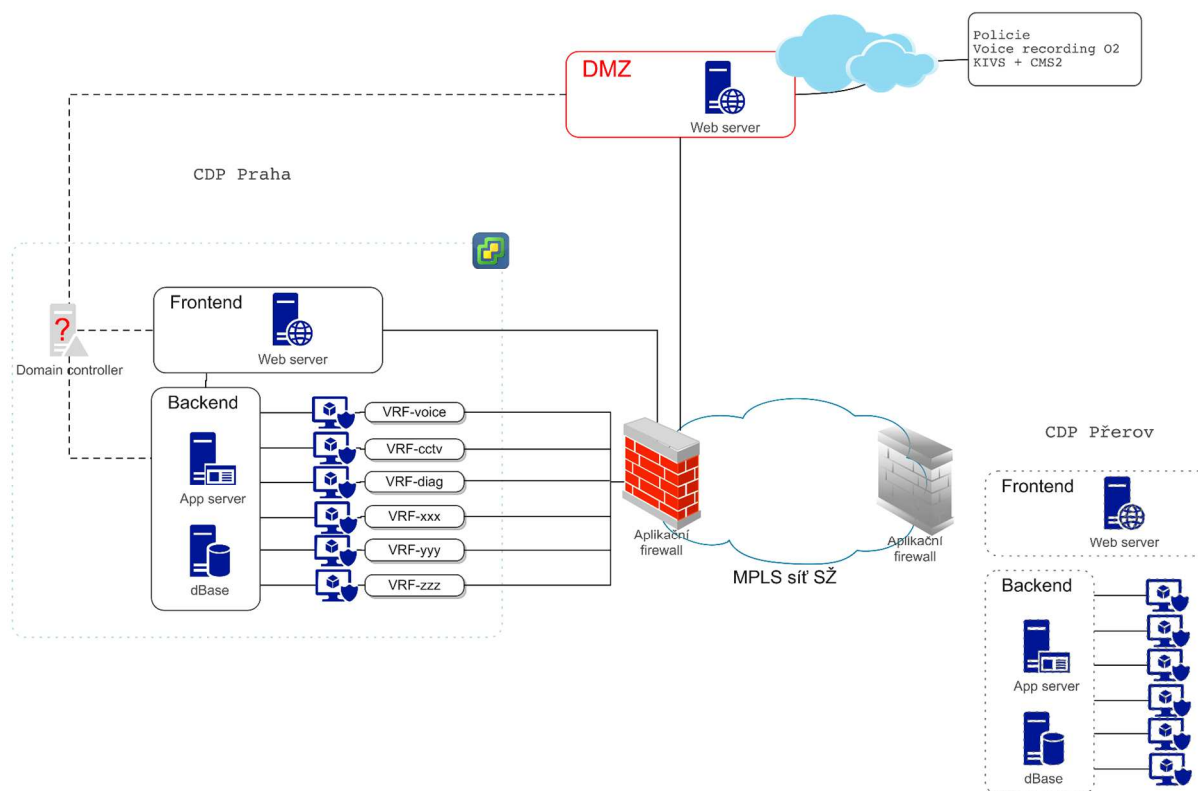 Policie
Voice recording O2
KIVS + CMS2
DMZ
Web server
CDP Praha
?
Domain controller
Frontend
Web server
Backend
App server
dBase
VRF-voice
VRF-cctv
VRF-diag
VRF-xxx
VRF-yyy
VRF-zzz
Aplikační
firewall
MPLS síť SŽ
Aplikační
firewall
CDP Přerov
Frontend
Web server
Backend
App server
dBase